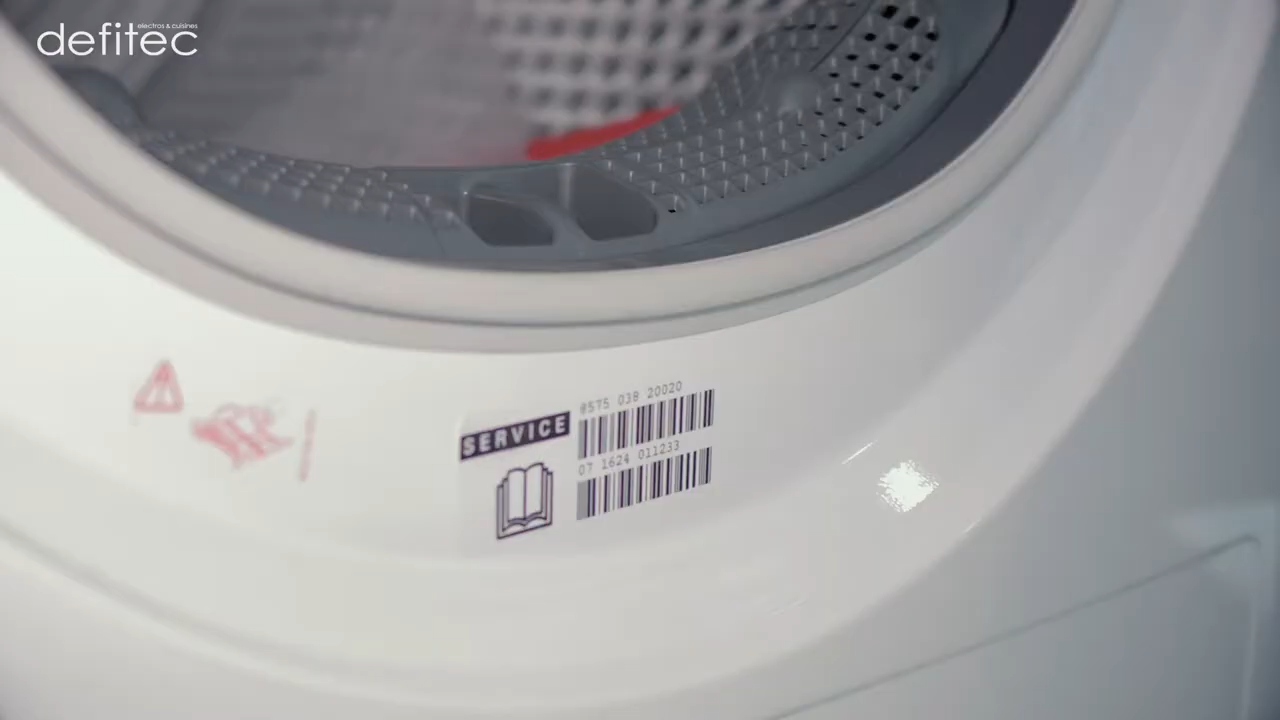 electros & cuisines
defitec
8575 038 20020
SERVICE
07 1624 011233